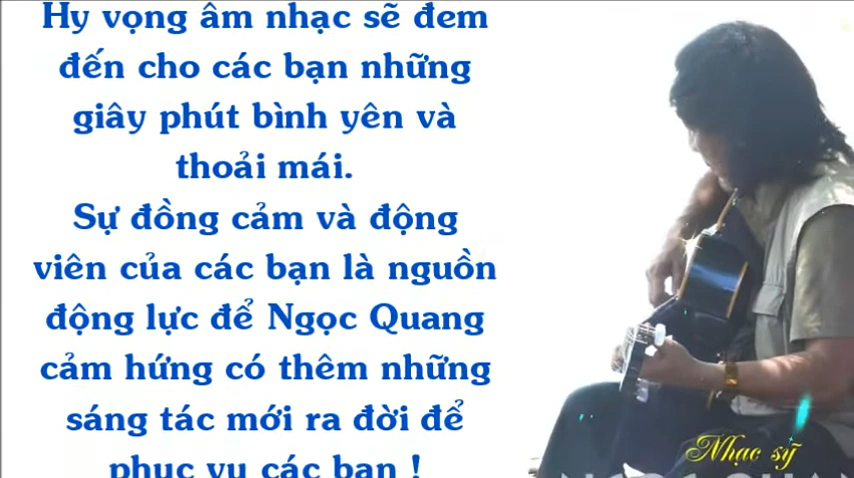 Hy vọng âm nhạc sẽ đem
đến cho các bạn những
giây phút bình yên và
thoải mái.
Sự đồng cảm và động
viên của các bạn là nguồn
động lực để Ngọc Quang
cảm hứng có thêm những
sáng tác mới ra đời để
phục vụ các bạn !
Nhạc sỹ